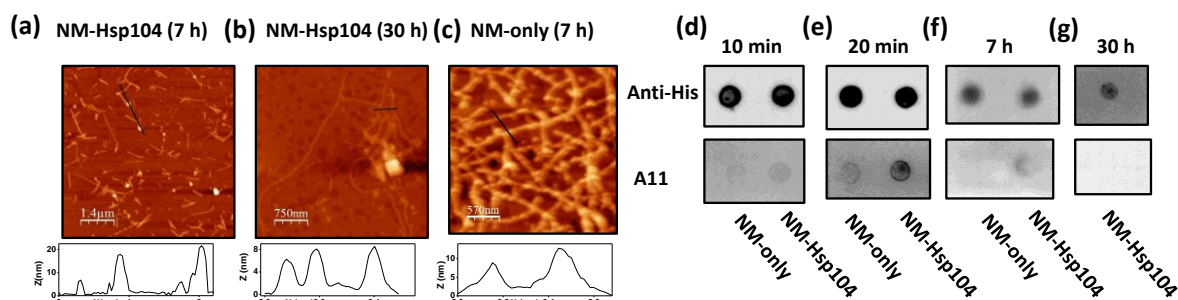 (a) NM-Hsp104 (7 h) (b) NM-Hsp104 (30 h) (c) NM-only (7 h)
1.4μm
750nm
570nm
Z(nm)
20
10
0
Z (nm)
8
4
0
Z (nm)
10
5
0
(d) (e) (f) (g)
10 min 20 min 7 h 30 h
Anti-His
A11
NM-only
NM-Hsp104
NM-only
NM-Hsp104
NM-only
NM-Hsp104
NM-Hsp104